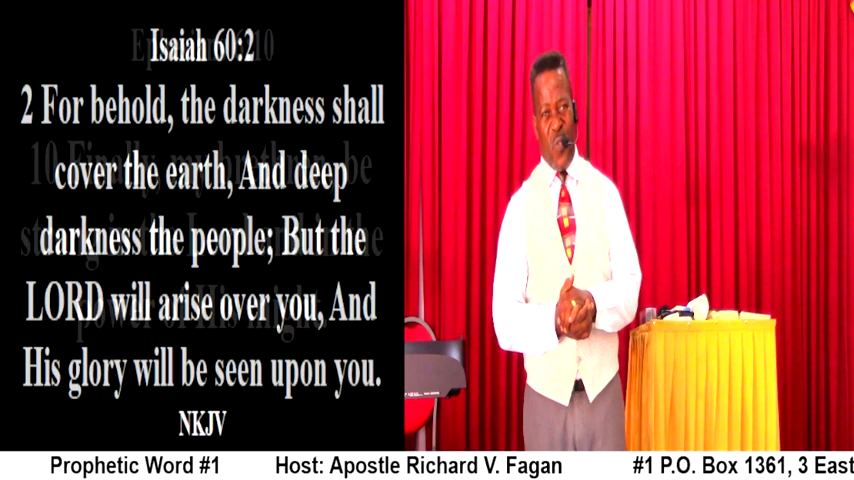 Isaiah 60:2
2 For behold, the darkness shall
cover the earth, And deep
darkness the people; But the
LORD will arise over you, And
His glory will be seen upon you.
NKJV
Prophetic Word #1
Host: Apostle Richard V. Fagan
#1 P.O. Box 1361, 3 East